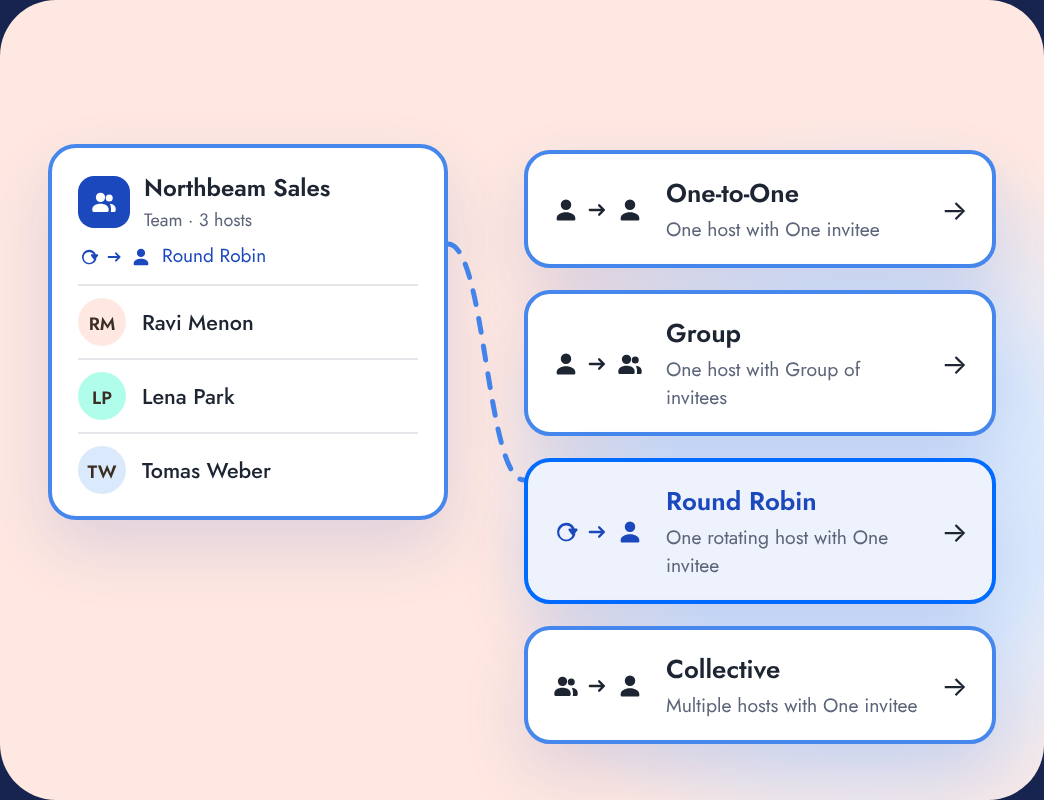 Northbeam Sales
Team · 3 hosts
Round Robin
RM Ravi Menon
LP Lena Park
TW Tomas Weber
One-to-One
One host with One invitee
Group
One host with Group of
invitees
Round Robin
One rotating host with One
invitee
Collective
Multiple hosts with One invitee